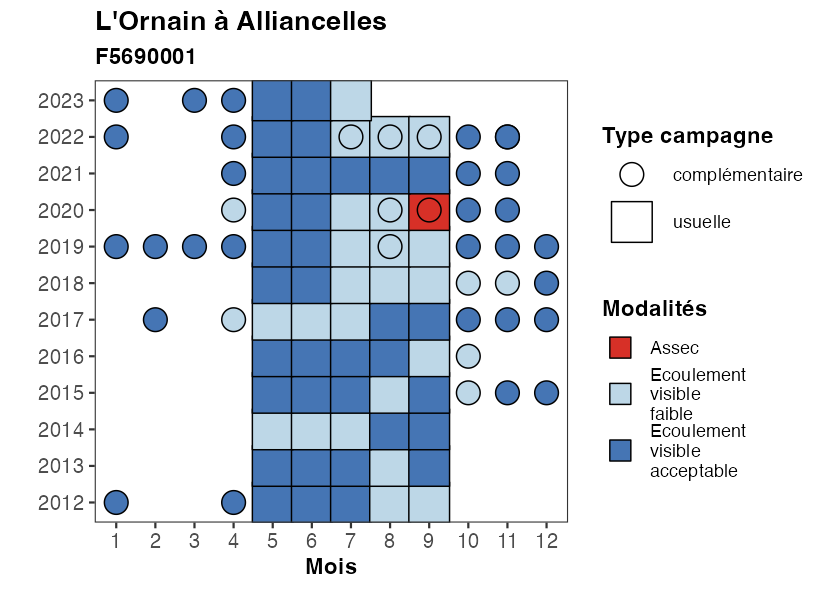 L'Ornain à Alliancelles
F5690001
2023
2022
2021
2020
2019
2018
2017
2016
2015
2014
2013
2012
1 2 3 4 5 6 7 8 9 10 11 12
Mois
Type campagne
complémentaire
usuelle
Modalités
Assec
Ecoulement
visible
faible
Ecoulement
visible
acceptable